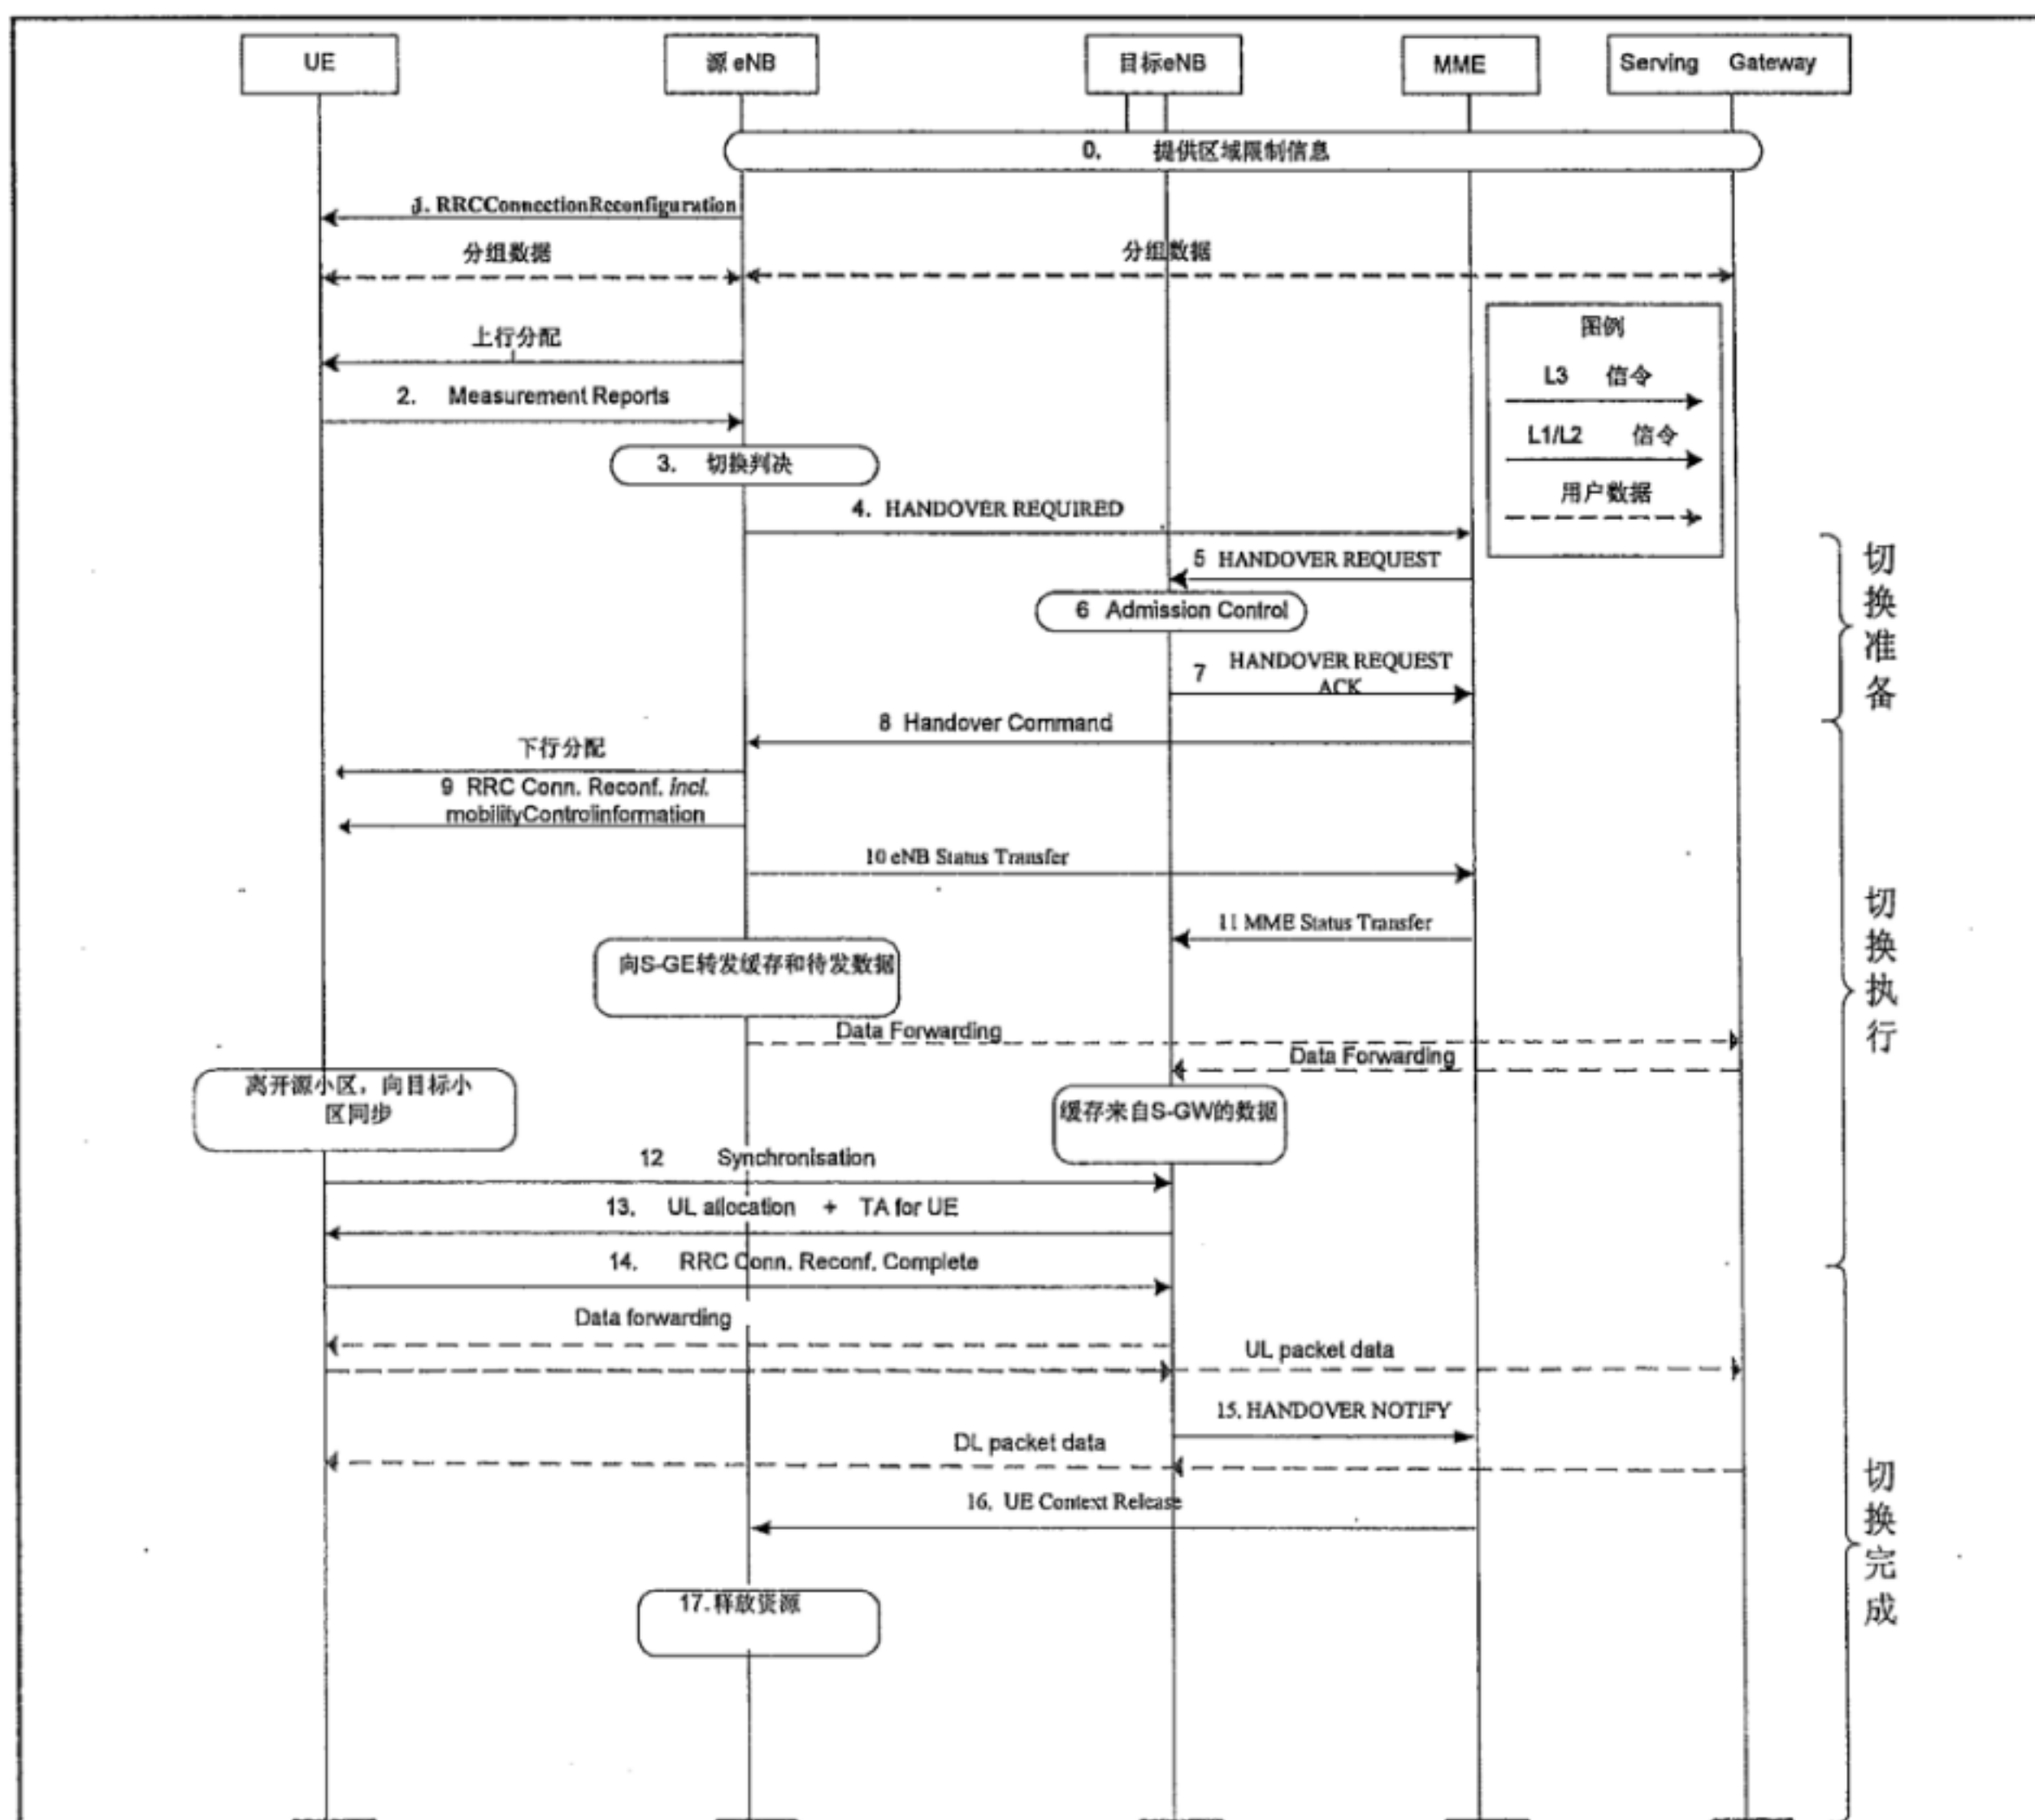 UE
源 eNB
目标eNB
MME
Serving Gateway
0. 提供区域限制信息
1. RRCConnectionReconfiguration
分组数据
分组数据
上行分配
图例
L3 信令
L1/L2 信令
用户数据
2. Measurement Reports
3. 切换判决
4. HANDOVER REQUIRED
5 HANDOVER REQUEST
6 Admission Control
7 HANDOVER REQUEST
ACK
切换准备
8 Handover Command
下行分配
9 RRC Conn. Reconf. incl.
mobilityControlinformation
10 eNB Status Transfer
11 MME Status Transfer
向S-GE转发缓存和待发数据
Data Forwarding
Data Forwarding
切换执行
离开源小区，向目标小
区同步
缓存来自S-GW的数据
12 Synchronisation
13. UL allocation + TA for UE
14. RRC Conn. Reconf. Complete
Data forwarding
UL packet data
15. HANDOVER NOTIFY
DL packet data
16. UE Context Release
切换完成
17.释放资源